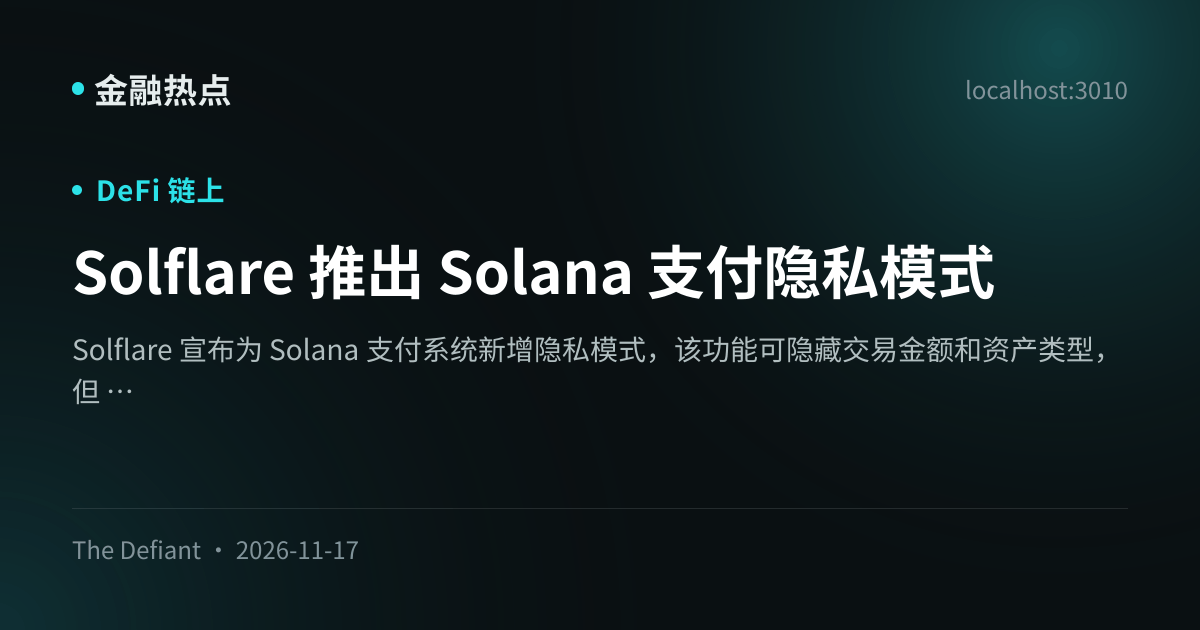 金融热点
localhost:3010
DeFi 链上
Solflare 推出 Solana 支付隐私模式
Solflare 宣布为 Solana 支付系统新增隐私模式，该功能可隐藏交易金额和资产类型，
但 …
The Defiant · 2026-11-17